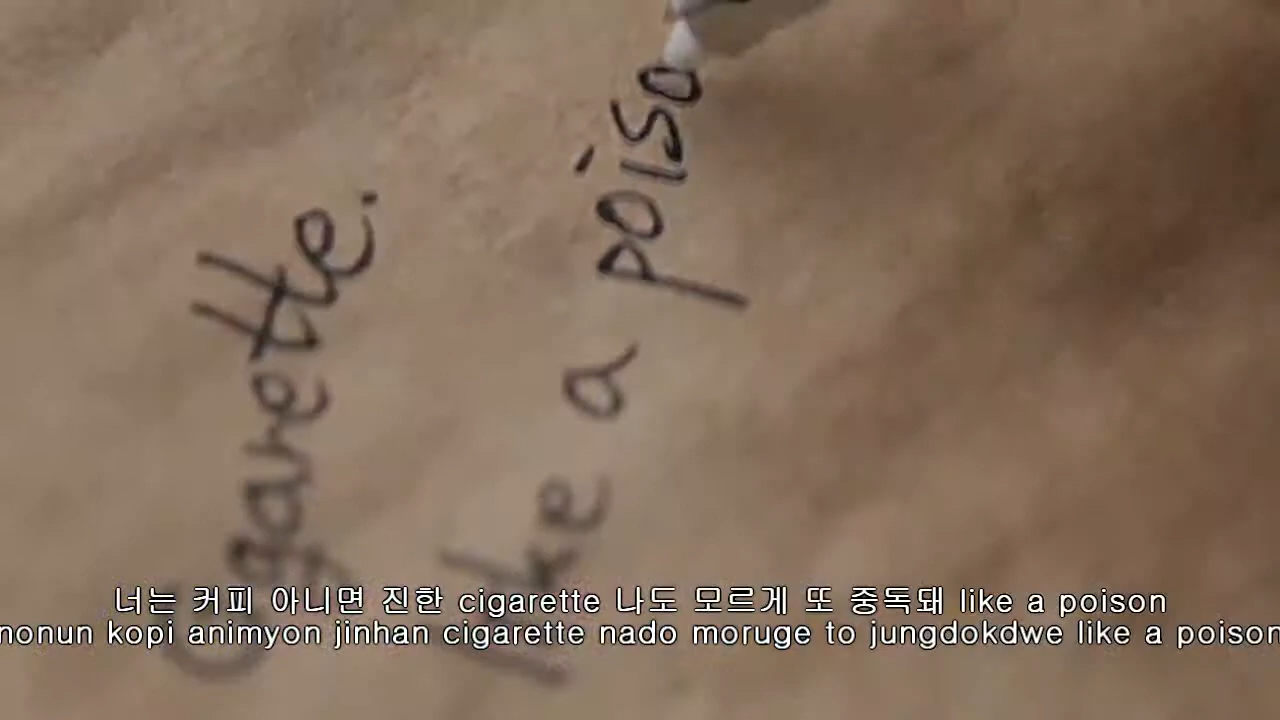 Cigarette.
like a poiso
너는 커피 아니면 진한 cigarette 나도 모르게 또 중독돼 like a poison
nonun kopi animyon jinhan cigarette nado moruge to jungdokdwe like a poison